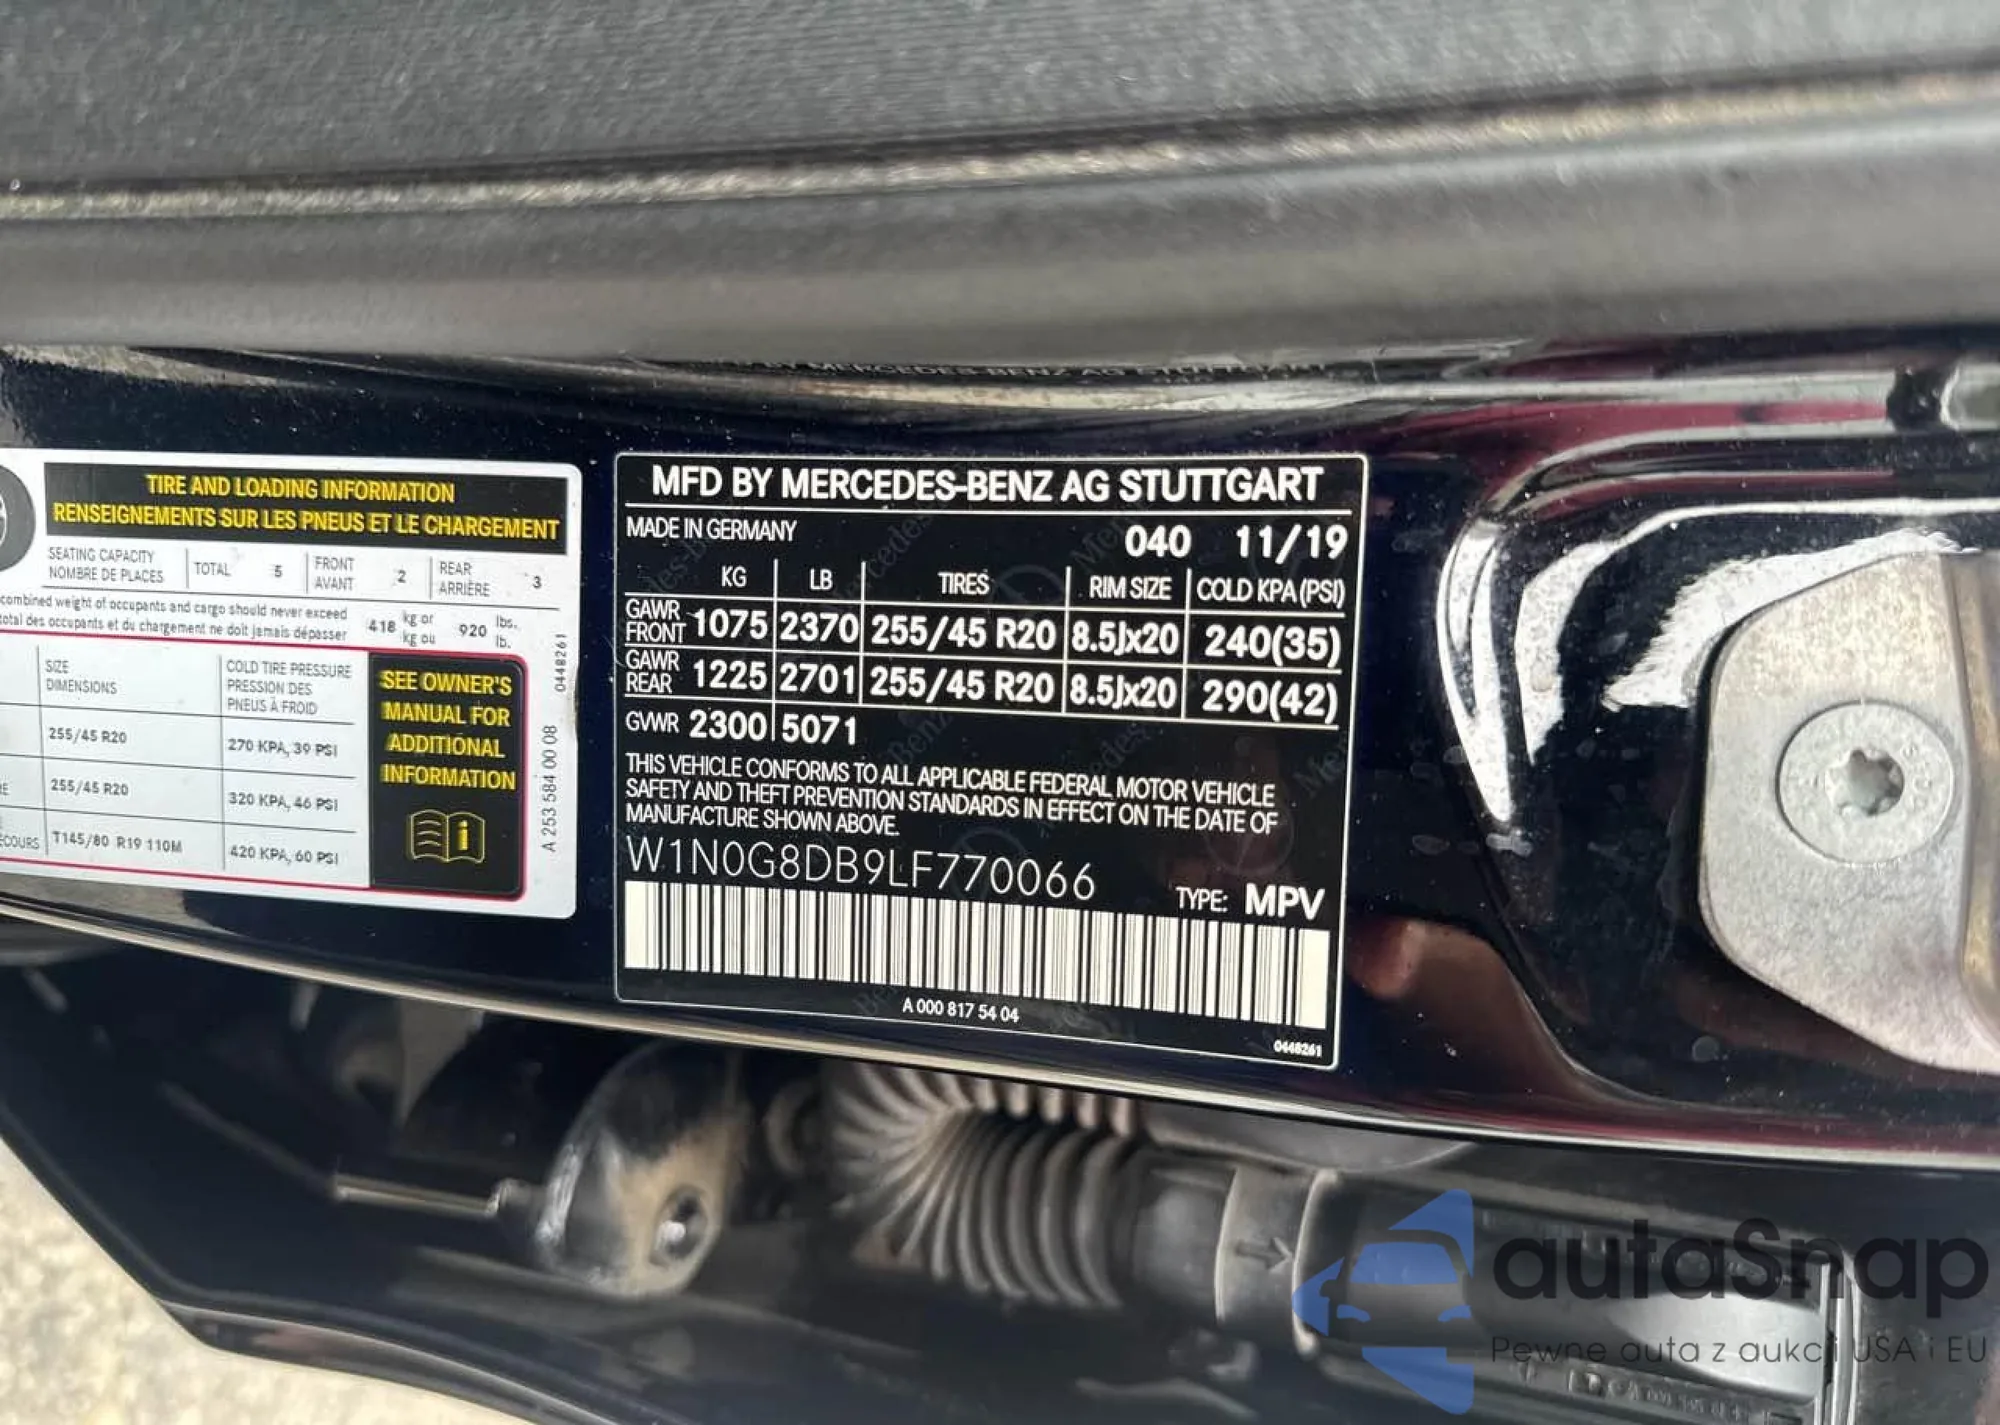 TIRE AND LOADING INFORMATION
RENSEIGNEMENTS SUR LES PNEUS ET LE CHARGEMENT
SEATING CAPACITY
NOMBRE DE PLACES
TOTAL 5
FRONT
AVANT
2
REAR
ARRIÈRE
3
combined weight of occupants and cargo should never exceed
total des occupants et du chargement ne doit jamais dépasser
418 kg or
kg ou
920 lbs.
lb.
SIZE
DIMENSIONS
COLD TIRE PRESSURE
PRESSION DES
PNEUS À FROID
255/45 R20 270 KPA, 39 PSI
255/45 R20 320 KPA, 46 PSI
T145/80 R19 110M 420 KPA, 60 PSI
SEE OWNER'S
MANUAL FOR
ADDITIONAL
INFORMATION
0448261
A 253 584 00 08
MFD BY MERCEDES-BENZ AG STUTTGART
MADE IN GERMANY 040 11/19
KG LB TIRES RIM SIZE COLD KPA(PSI)
GAWR
FRONT
1075 2370 255/45 R20 8.5Jx20 240(35)
GAWR
REAR
1225 2701 255/45 R20 8.5Jx20 290(42)
GVWR 2300 5071
THIS VEHICLE CONFORMS TO ALL APPLICABLE FEDERAL MOTOR VEHICLE
SAFETY AND THEFT PREVENTION STANDARDS IN EFFECT ON THE DATE OF
MANUFACTURE SHOWN ABOVE.
W1N0G8DB9LF770066 TYPE: MPV
A 000 817 54 04
0448261
autaSnap
Pewne auta z aukcji USA i EU